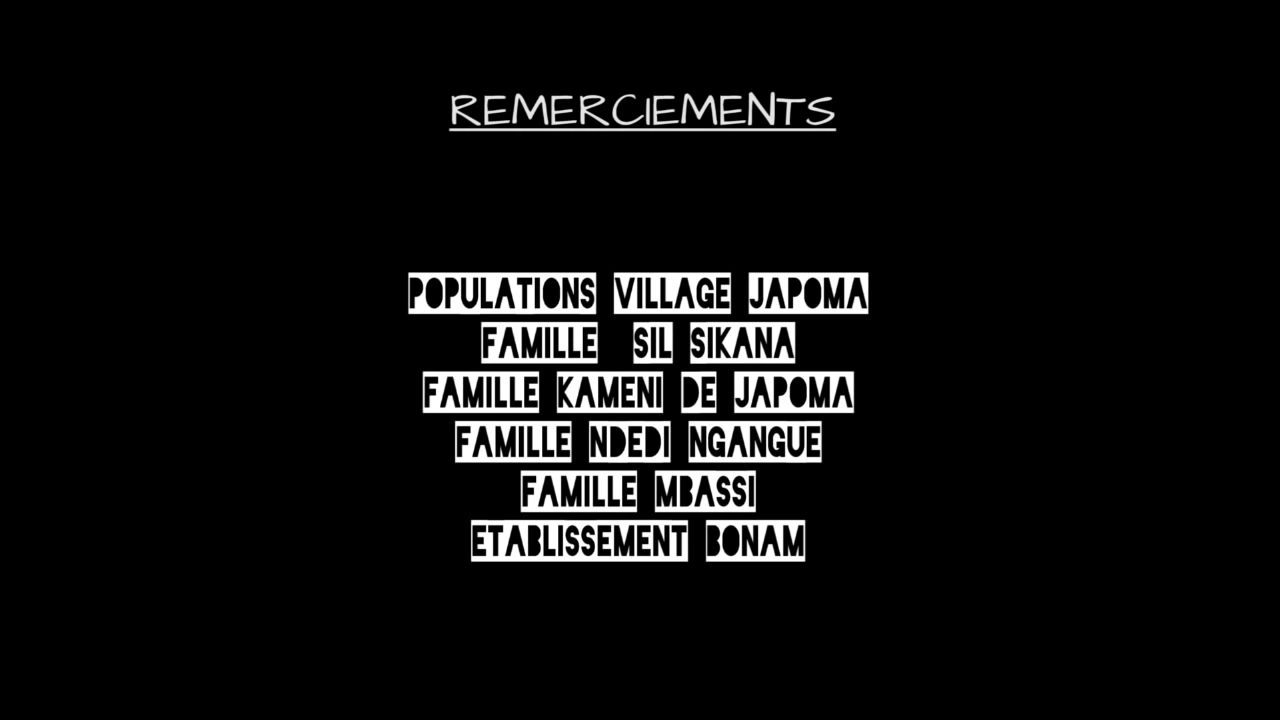 REMERCIEMENTS
POPULATIONS VILLAGE JAPOMA
FAMILLE SIL SIKANA
FAMILLE KAMENI DE JAPOMA
FAMILLE NDEDI NGANGUE
FAMILLE MBASSI
ETABLISSEMENT BONAM